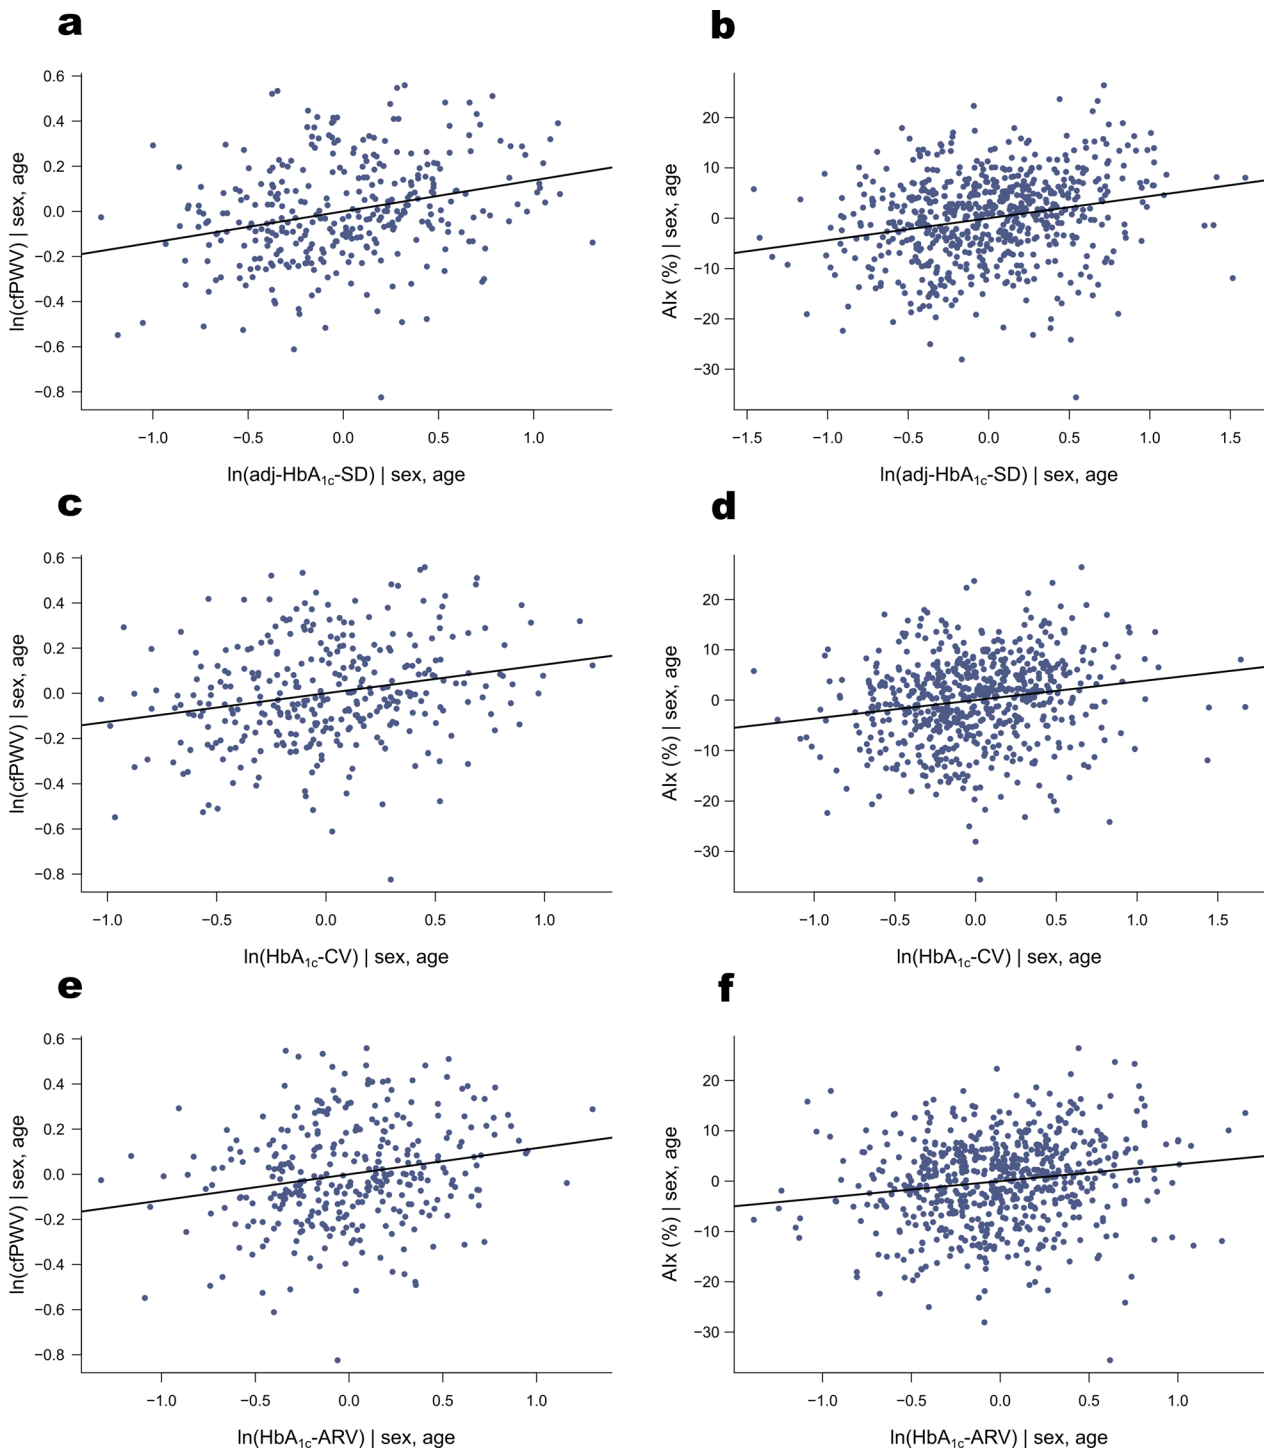 a
0.6
0.4
0.2
0.0
−0.2
−0.4
−0.6
−0.8
ln(cfPWV) | sex, age
−1.0 −0.5 0.0 0.5 1.0
ln(adj-HbA1c-SD) | sex, age
b
20
10
0
−10
−20
−30
AIx (%) | sex, age
−1.5 −1.0 −0.5 0.0 0.5 1.0 1.5
ln(adj-HbA1c-SD) | sex, age
c
0.6
0.4
0.2
0.0
−0.2
−0.4
−0.6
−0.8
ln(cfPWV) | sex, age
−1.0 −0.5 0.0 0.5 1.0
ln(HbA1c-CV) | sex, age
d
20
10
0
−10
−20
−30
AIx (%) | sex, age
−1.0 −0.5 0.0 0.5 1.0 1.5
ln(HbA1c-CV) | sex, age
e
0.6
0.4
0.2
0.0
−0.2
−0.4
−0.6
−0.8
ln(cfPWV) | sex, age
−1.0 −0.5 0.0 0.5 1.0
ln(HbA1c-ARV) | sex, age
f
20
10
0
−10
−20
−30
AIx (%) | sex, age
−1.0 −0.5 0.0 0.5 1.0
ln(HbA1c-ARV) | sex, age